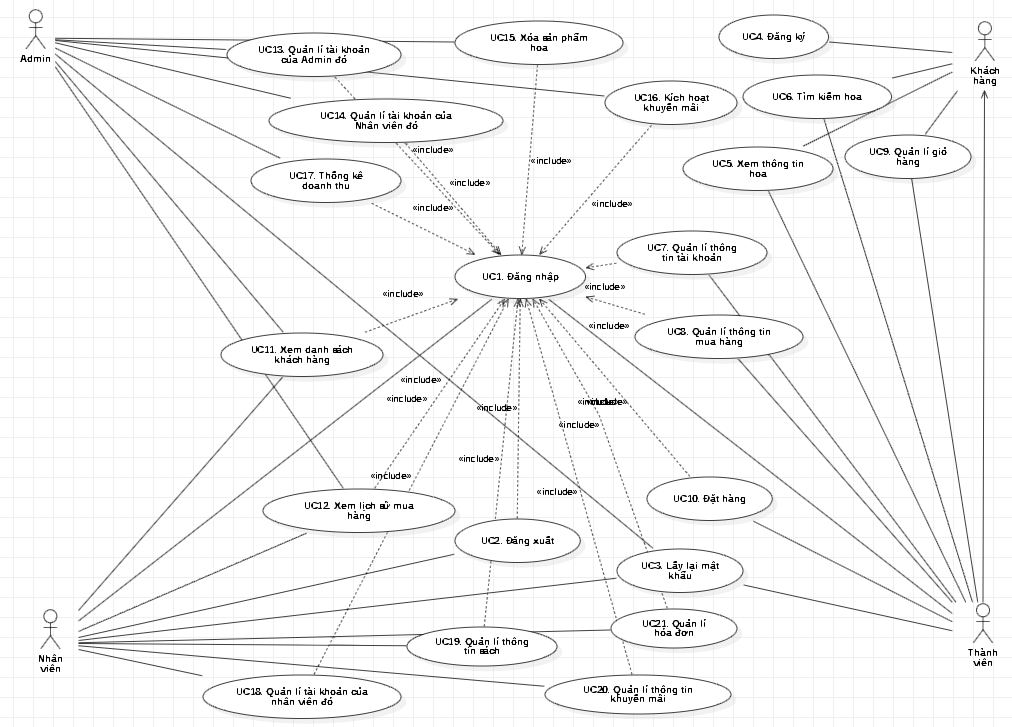 UC15. Xóa sản phẩm
hoa
UC4. Đăng ký
UC13. Quản lí tài khoản
của Admin đó
Admin
Khách
hàng
UC16. Kích hoạt
khuyến mãi
UC6. Tìm kiếm hoa
UC14. Quản lí tài khoản của
Nhân viên đó
«include»
UC9. Quản lí giỏ
hàng
«include»
UC5. Xem thông tin
hoa
UC17. Thống kê
doanh thu
«include»
«include»
«include»
UC7. Quản lí thông
tin tài khoản
UC1. Đăng nhập
«include»
«include»
«include»
UC8. Quản lí thông tin
mua hàng
UC11. Xem danh sách
khách hàng
«include»
«include»
«include»
«include»
«include»
«include»
«include»
«include»
«include»
UC10. Đặt hàng
UC12. Xem lịch sử mua
hàng
UC2. Đăng xuất
UC3. Lấy lại mật
khẩu
UC21. Quản lí
hóa đơn
UC19. Quản lí thông
tin sách
Nhân
viên
Thành
viên
UC18. Quản lí tài khoản của
nhân viên đó
UC20. Quản lí thông tin
khuyến mãi